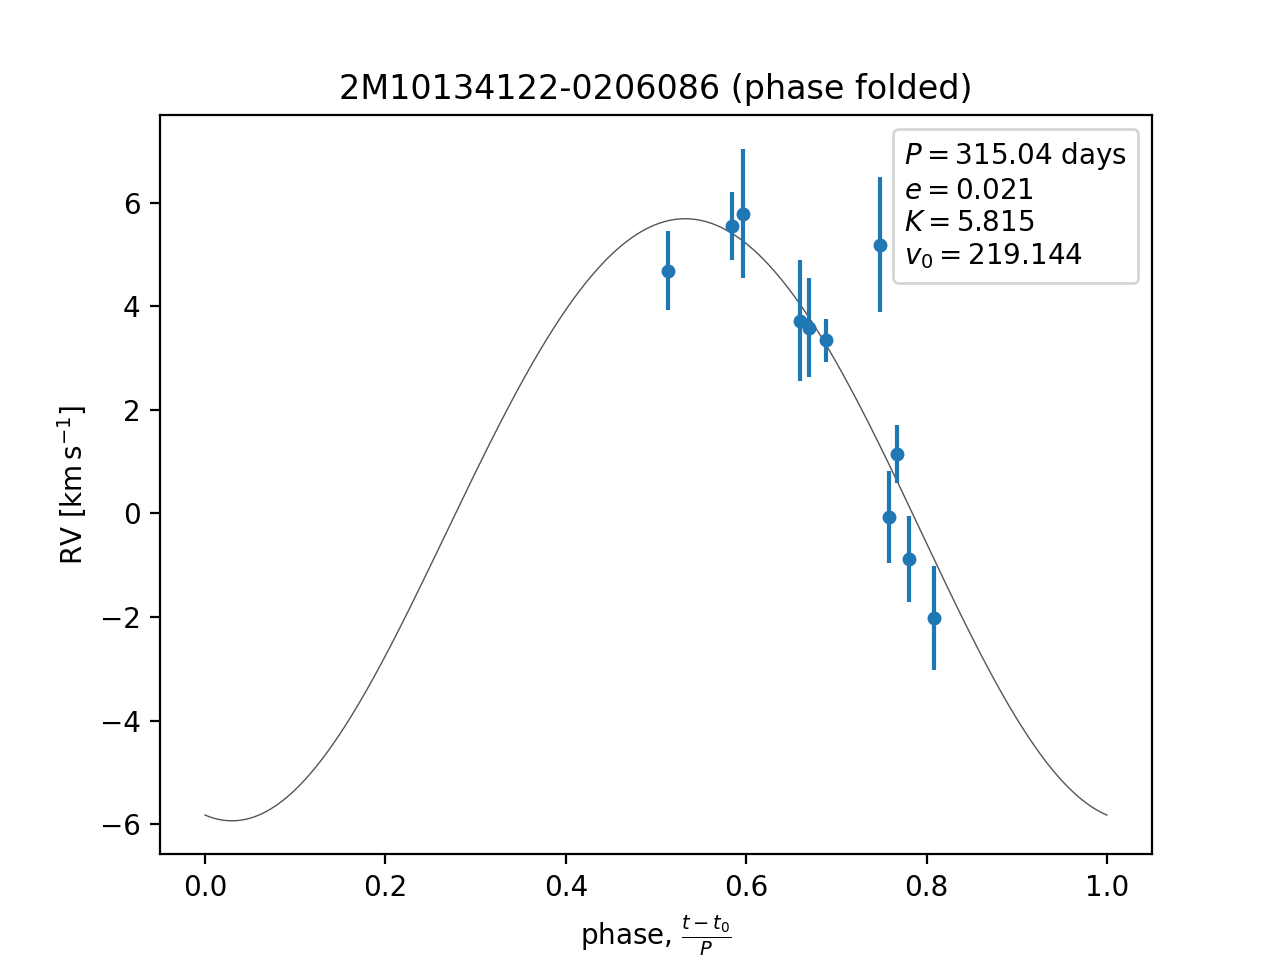 2M10134122-0206086 (phase folded)
P = 315.04 days
e = 0.021
K = 5.815
v₀ = 219.144
6
4
2
0
−2
−4
−6
RV [km s⁻¹]
0.0 0.2 0.4 0.6 0.8 1.0
phase, (t − t₀)/P